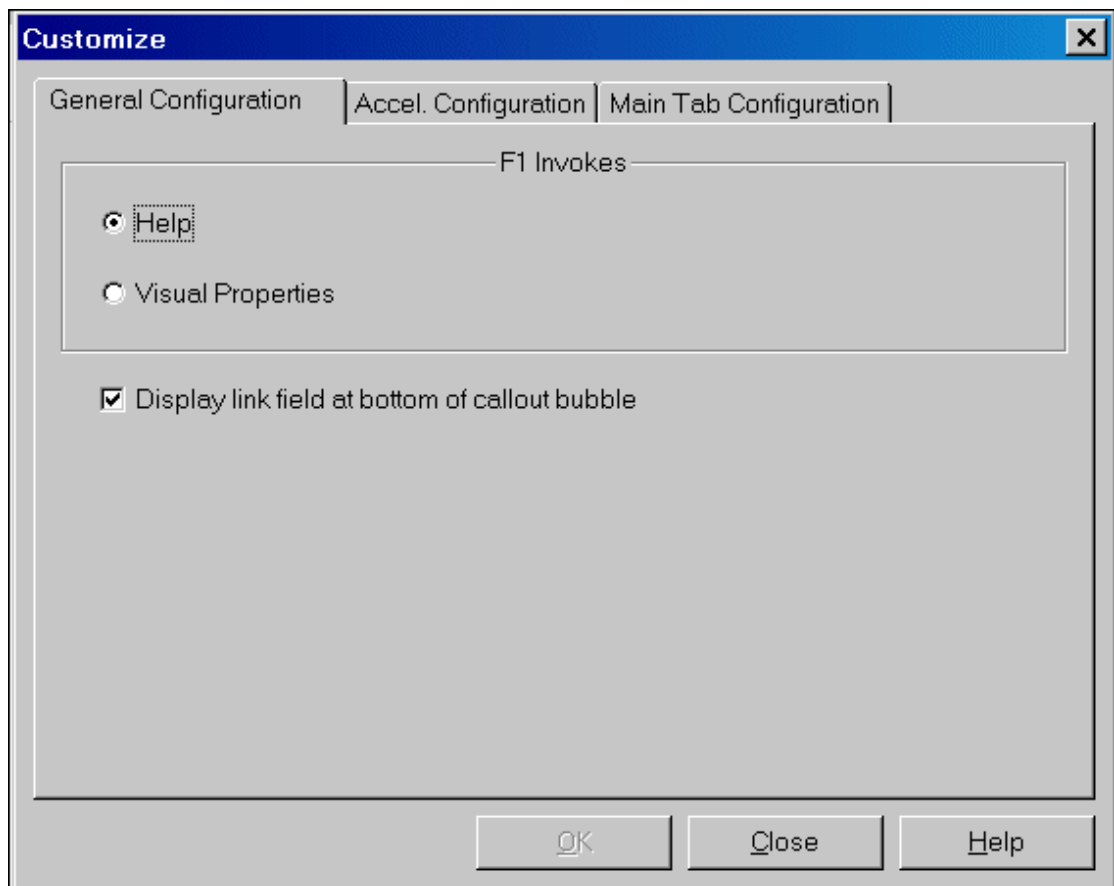 Customize
General Configuration Accel. Configuration Main Tab Configuration
F1 Invokes
Help
Visual Properties
Display link field at bottom of callout bubble
OK Close Help